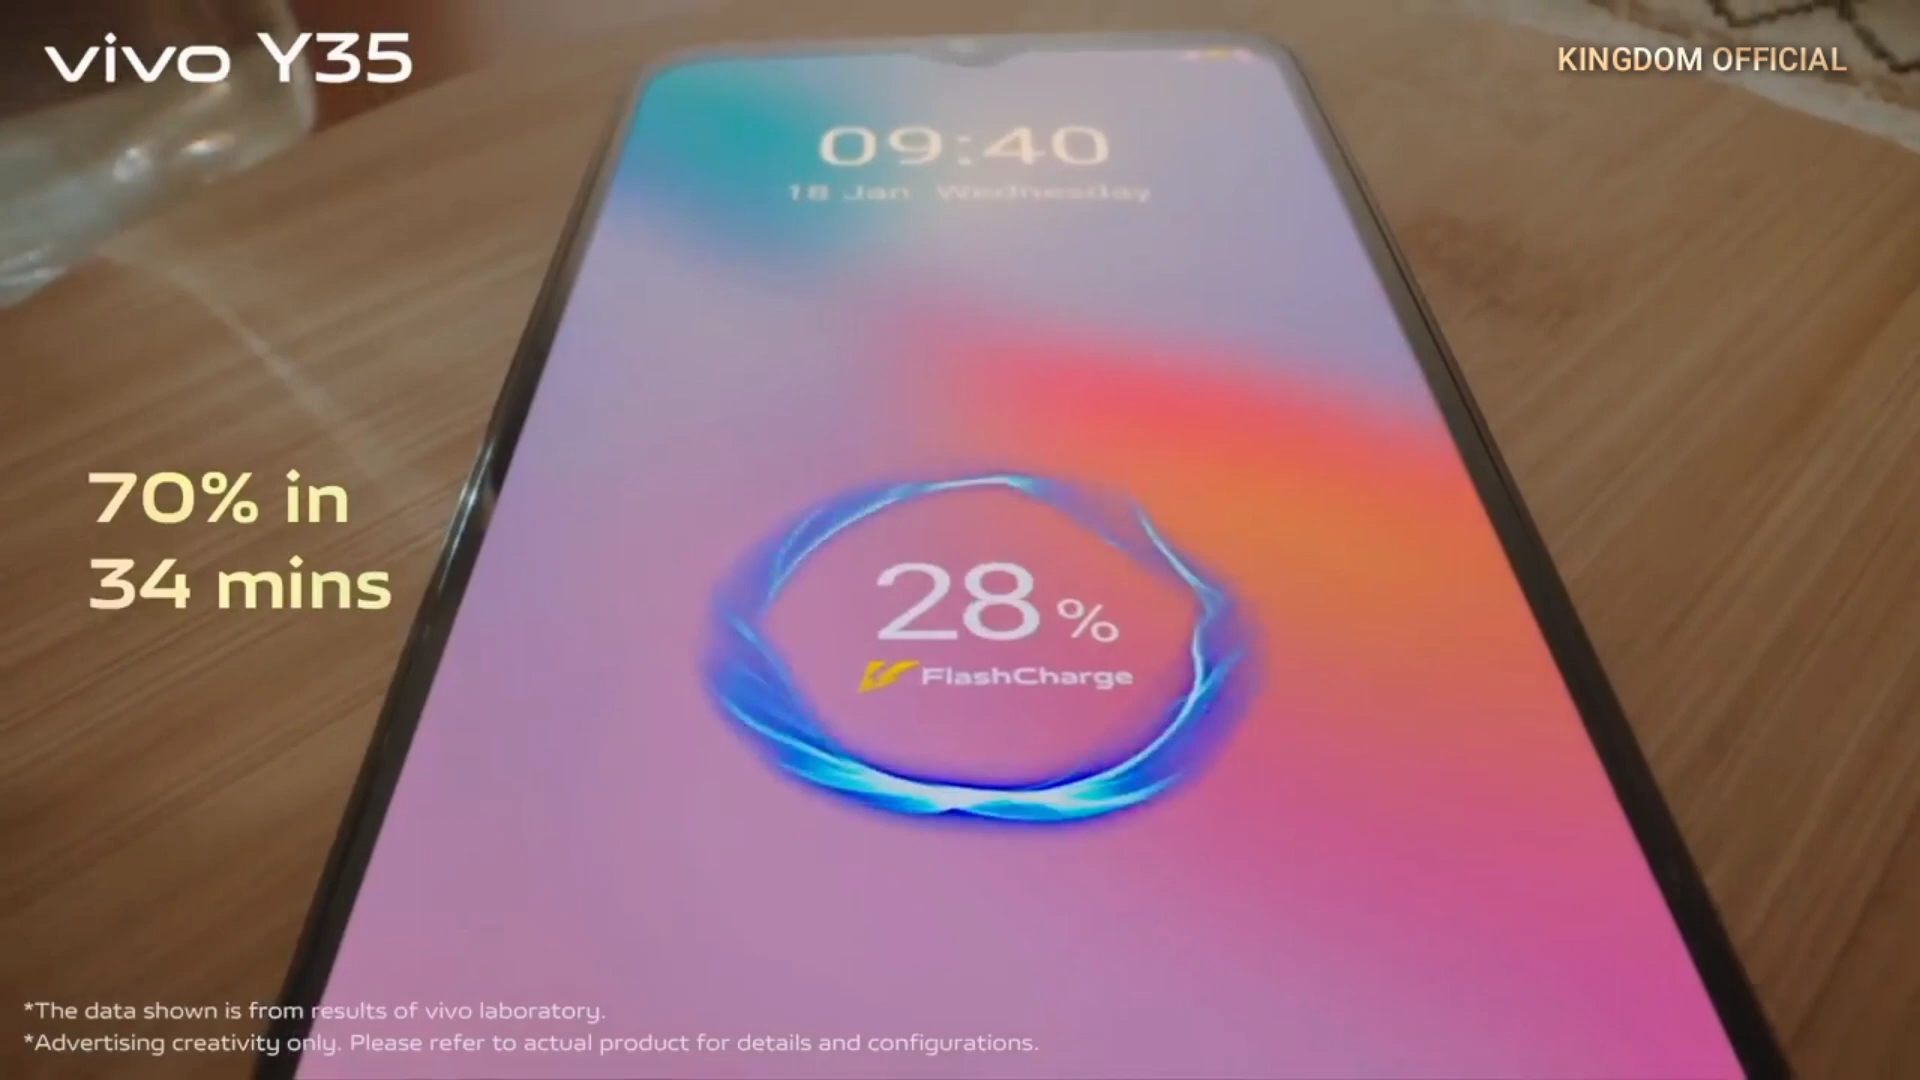 vivo Y35
KINGDOM OFFICIAL
09:40
18 Jan Wednesday
70% in
34 mins
28%
FlashCharge
*The data shown is from results of vivo laboratory.
*Advertising creativity only. Please refer to actual product for details and configurations.